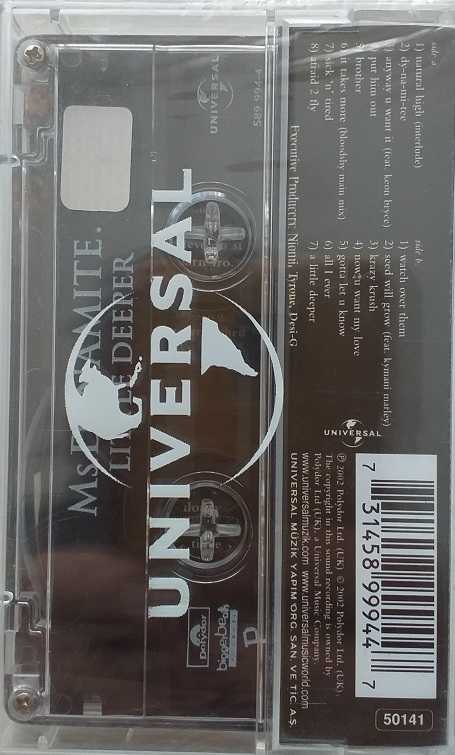 side a
1) natural high (interlude)
2) dy-na-mi-tee
3) anyway u want it (feat. keon bryce)
4) put him out
5) brother
6) it takes more (bloodshy main mix)
7) sick 'n' tired
8) afraid 2 fly
side b
1) watch over them
2) seed will grow (feat. kymani marley)
3) krazy krush
4) now u want my love
5) gotta let u know
6) all I ever
7) a little deeper
Executive Producers: Niomi, Tyrone, Desi-G
UNIVERSAL
℗ 2002 Polydor Ltd. (UK) © 2002 Polydor Ltd. (UK).
The copyright in this sound recording is owned by
Polydor Ltd (UK), a Universal Music Company.
www.universalmuzik.com www.universalmusicworld.com
UNIVERSAL MÜZİK YAPIM ORG. SAN. VE TİC. A.Ş.
7 31458 99944 7
50141
UNIVERSAL
UNIVERSAL
DEEPER
polydor